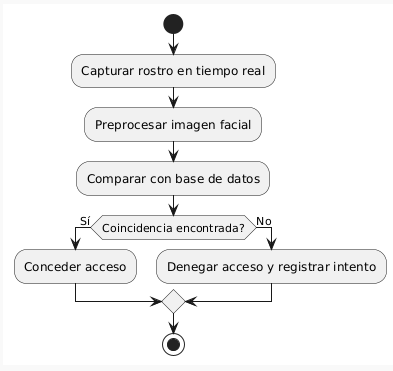 Capturar rostro en tiempo real
Preprocesar imagen facial
Comparar con base de datos
Sí
Coincidencia encontrada?
No
Conceder acceso
Denegar acceso y registrar intento